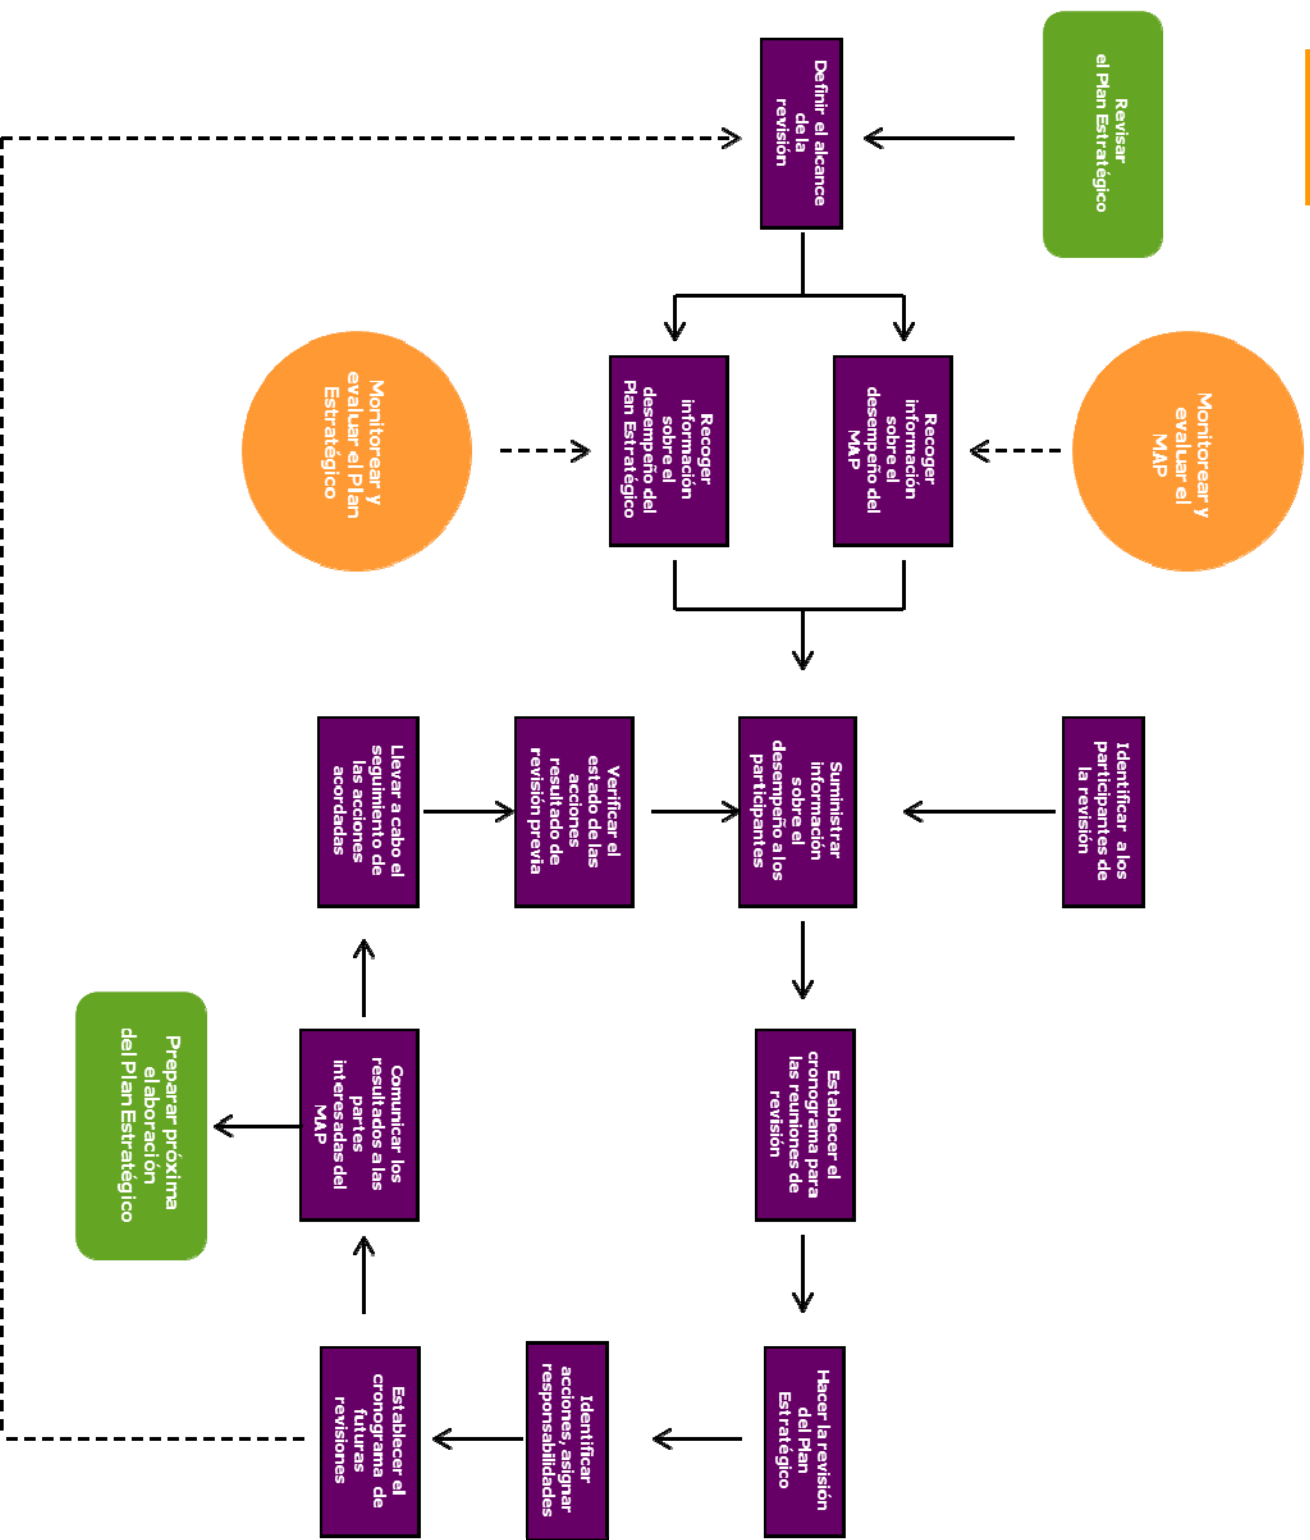 Revisar
el Plan Estratégico
Definir el alcance
de la
revisión
Monitorear y
evaluar el
MAP
Recoger
información
sobre el
desempeño del
MAP
Recoger
información
sobre el
desempeño del
Plan Estratégico
Monitorear y
evaluar el Plan
Estratégico
Identificar a los
participantes de
la revisión
Suministrar
información
sobre el
desempeño a los
participantes
Verificar el
estado de las
acciones
resultado de
revisión previa
Llevar a cabo el
seguimiento de
las acciones
acordadas
Establecer el
cronograma para
las reuniones de
revisión
Comunicar los
resultados a las
partes
interesadas del
MAP
Preparar próxima
elaboración
del Plan Estratégico
Hacer la revisión
del Plan
Estratégico
Identificar
acciones, asignar
responsabilidades
Establecer el
cronograma de
futuras
revisiones